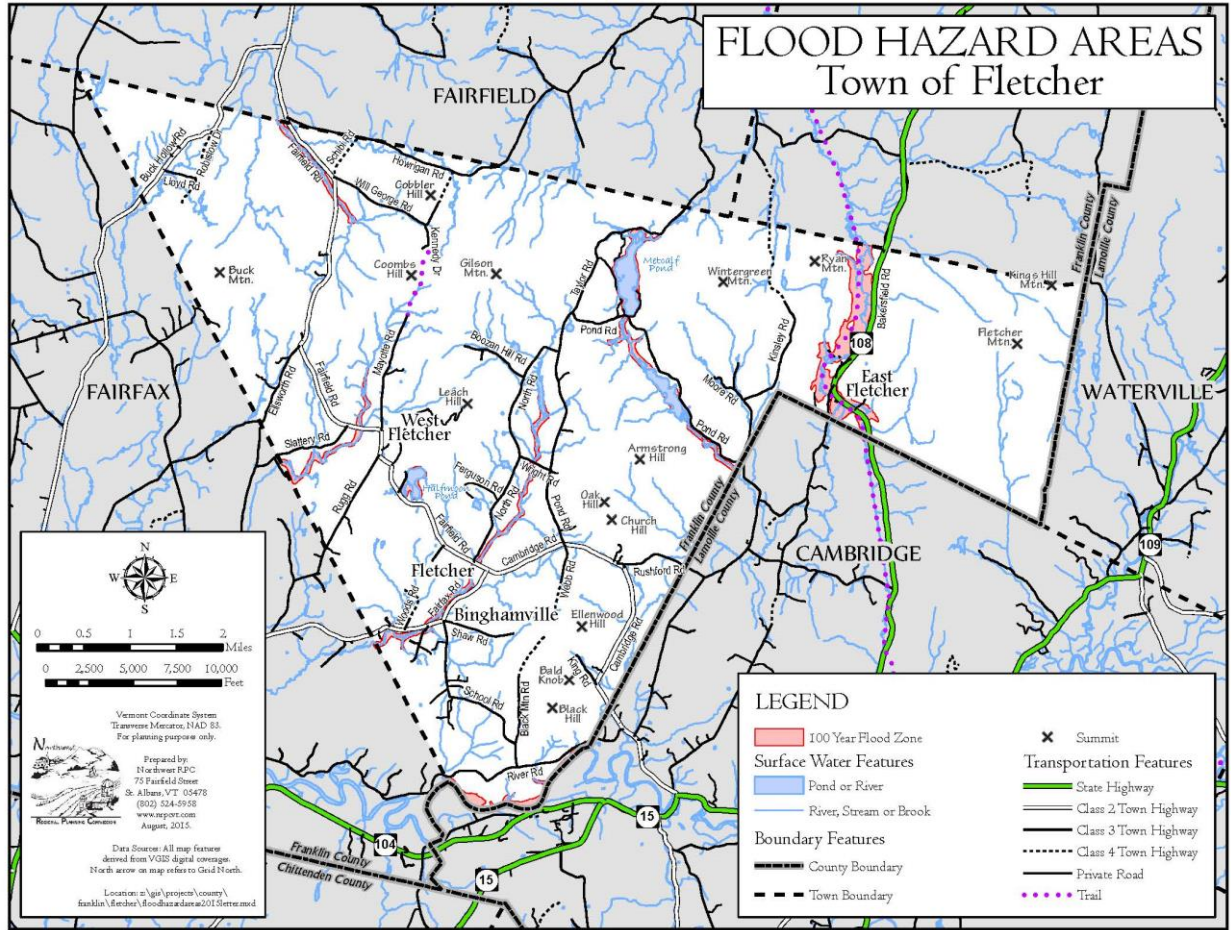 FLOOD HAZARD AREAS
Town of Fletcher
FAIRFIELD
Buck Hollow Rd
Robistow Dr
Lloyd Rd
Fairfield Rd
Schibi Rd
Howrigan Rd
Will George Rd
Cobbler
Hill
Kennedy Dr
Buck
Mtn.
Coombs
Hill
Gilson
Mtn.
Taylor Rd
Metcalf
Pond
Wintergreen
Mtn.
Ryan
Mtn.
Bakersfield Rd
Kings Hill
Mtn.
Franklin County
Lamoille County
Fletcher
Mtn.
108
Pond Rd
Kinsley Rd
Moore Rd
East
Fletcher
FAIRFAX
WATERVILLE
Ellsworth Rd
Fairfield Rd
Mayotte Rd
Boozan Hill Rd
North Rd
Leach
Hill
West
Fletcher
Slattery Rd
Rugg Rd
Halfmoon
Pond
Ferguson Rd
Wright Rd
North Rd
Pond Rd
Armstrong
Hill
Pond Rd
Oak
Hill
Church
Hill
Franklin County
Lamoille County
CAMBRIDGE
109
Fairfield Rd
Fletcher
Cambridge Rd
Rushford Rd
Webb Rd
Woods Rd
Fairfax Rd
Binghamville
Shaw Rd
Ellenwood
Hill
Cambridge Rd
Bald
Knob
King Rd
School Rd
Black Mtn Rd
Black
Hill
River Rd
15
104
15
Franklin County
Chittenden County
N
W E
S
0 0.5 1 1.5 2
Miles
0 2,500 5,000 7,500 10,000
Feet
Vermont Coordinate System
Transverse Mercator, NAD 83.
For planning purposes only.
Northwest
Regional Planning Commission
Prepared by:
Northwest RPC
75 Fairfield Street
St. Albans, VT 05478
(802) 524-5958
www.nrpcvt.com
August, 2015.
Data Sources: All map features
derived from VGIS digital coverages.
North arrow on map refers to Grid North.
Location: z:\gis\projects\county\
franklin\fletcher\floodhazardareas2015letter.mxd
LEGEND
100 Year Flood Zone
Surface Water Features
Pond or River
River, Stream or Brook
Boundary Features
County Boundary
Town Boundary
Summit
Transportation Features
State Highway
Class 2 Town Highway
Class 3 Town Highway
Class 4 Town Highway
Private Road
Trail